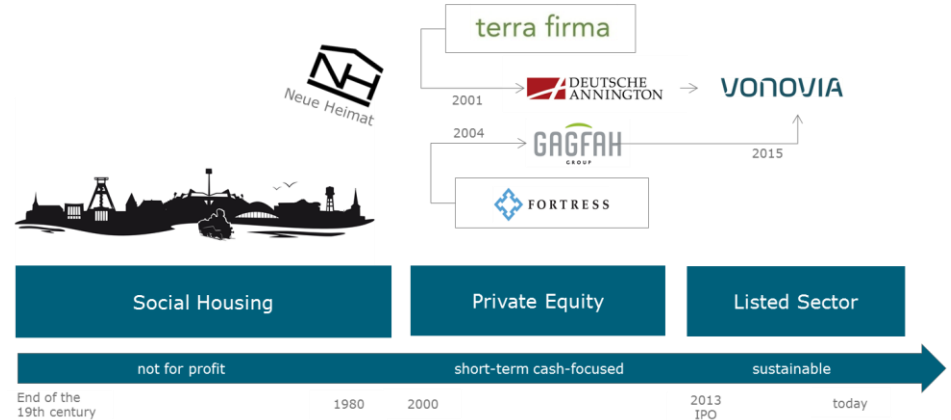 terra firma
NH
Neue Heimat
2001
DEUTSCHE
ANNINGTON
VONOVIA
2004
GAGFAH
GROUP
2015
FORTRESS
Social Housing
Private Equity
Listed Sector
not for profit
short-term cash-focused
sustainable
End of the
19th century
1980
2000
2013
IPO
today